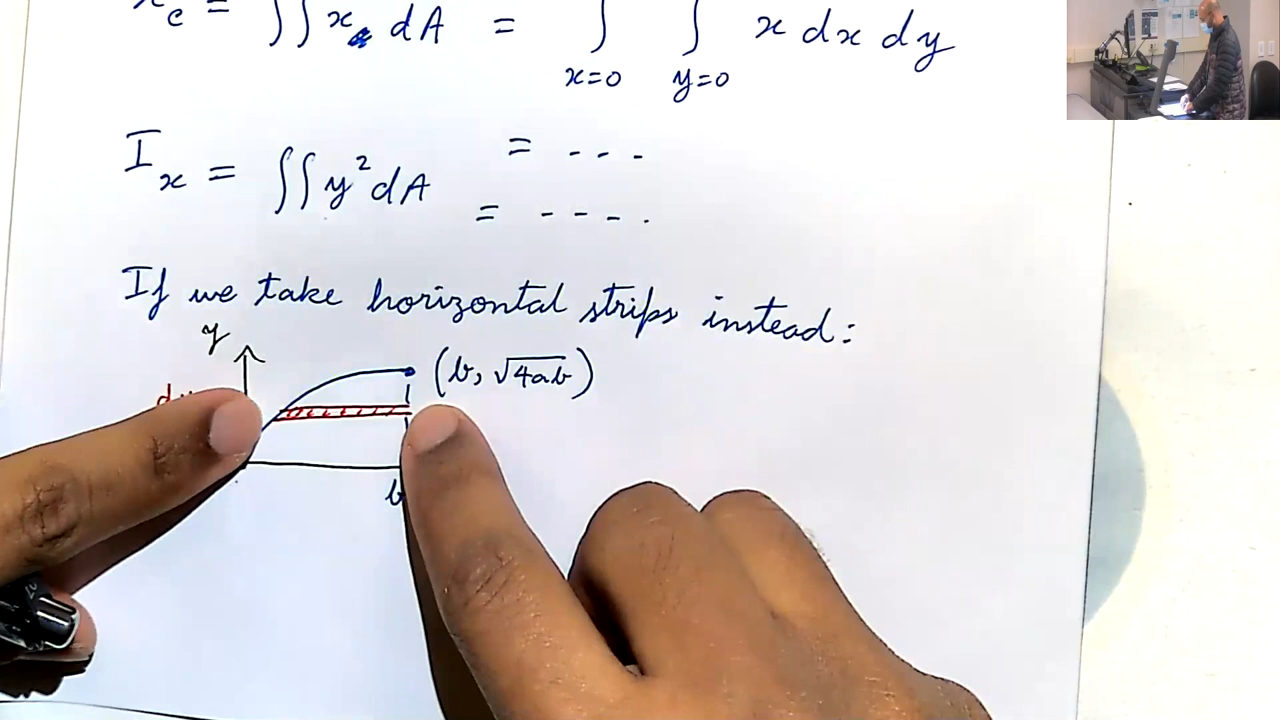 x_c = ∬ x dA = ∫_{x=0} ∫_{y=0} x dx dy
I_x = ∬ y² dA = - - -
= - - - -
If we take horizontal strips instead:
y
(b, √4ab)
b